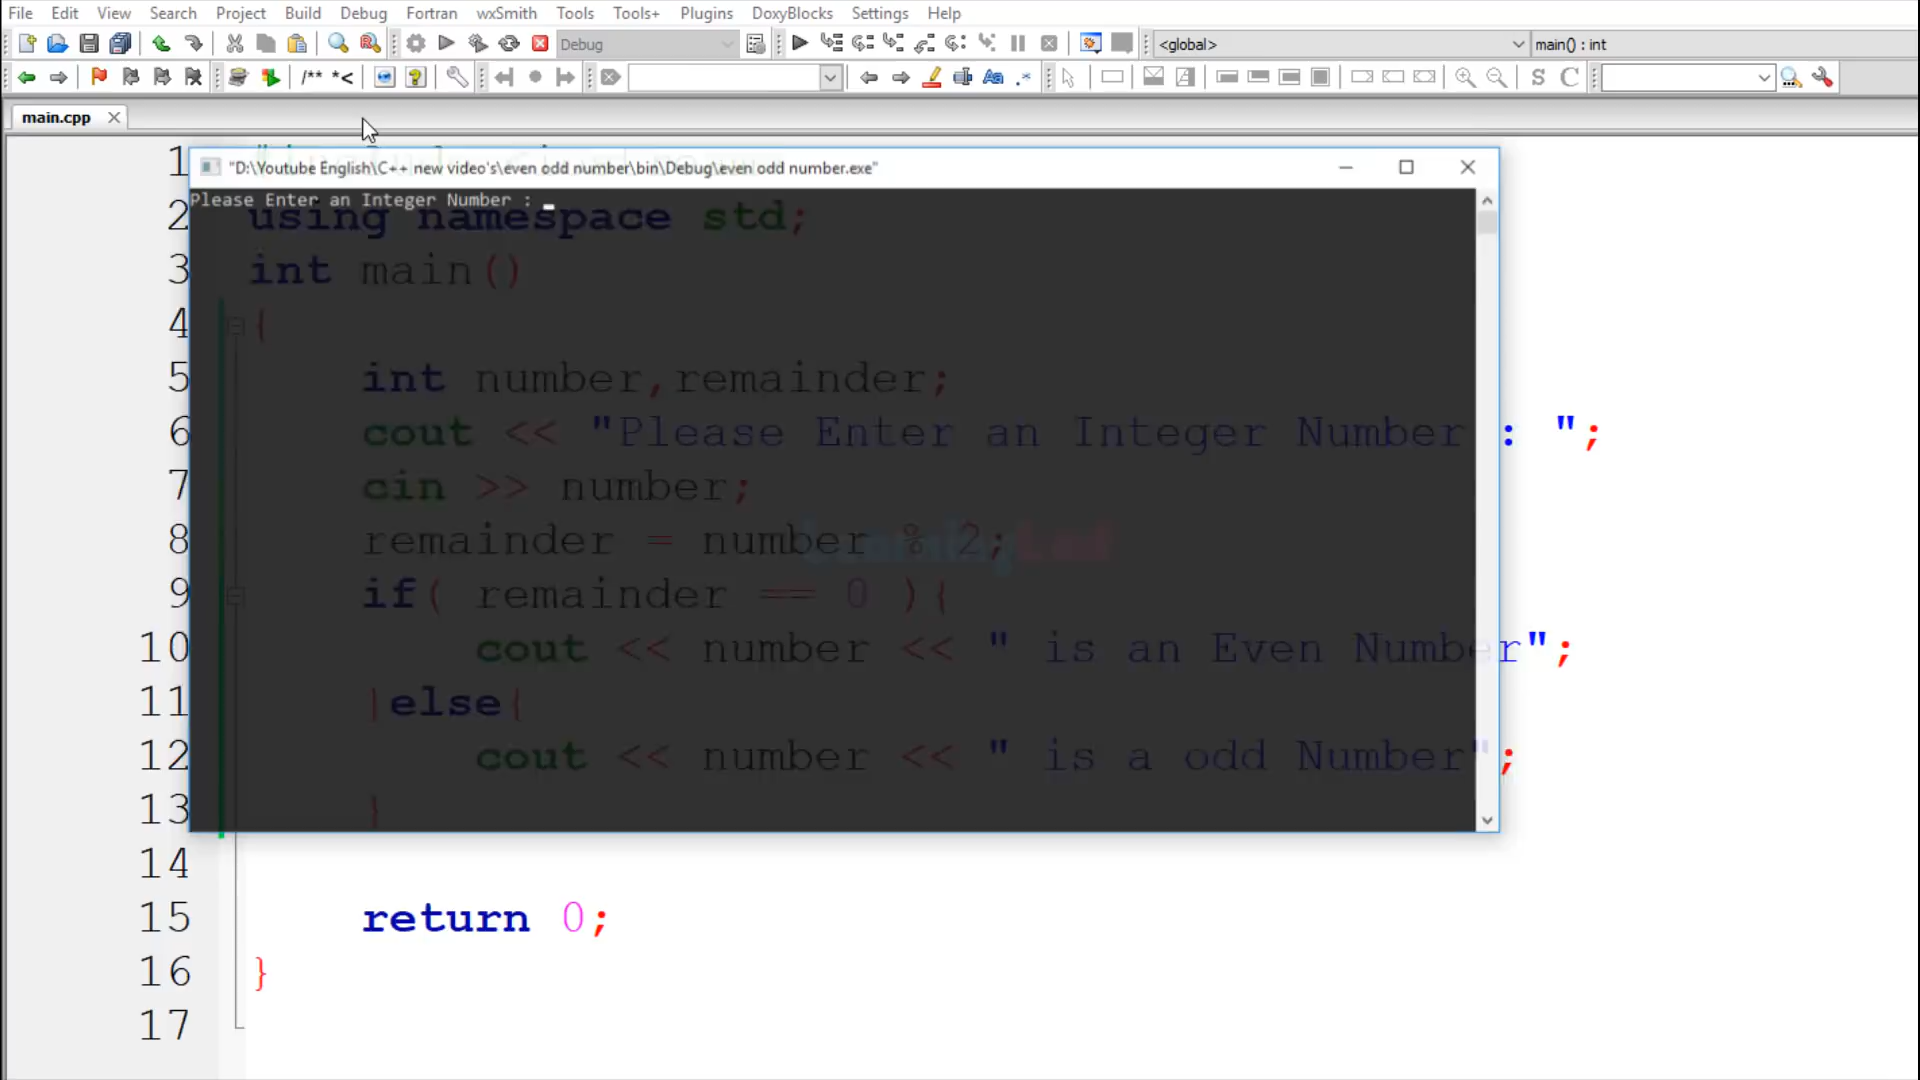 File Edit View Search Project Build Debug Fortran wxSmith Tools Tools+ Plugins DoxyBlocks Settings Help
Debug <global> main() : int
/** *< Aa .* S C
main.cpp
"D:\Youtube English\C++ new video's\even odd number\bin\Debug\even odd number.exe"
Please Enter an Integer Number :
1
2 using namespace std;
3 int main()
4 {
5 int number,remainder;
6 cout << "Please Enter an Integer Number : ";
7 cin >> number;
8 remainder = number % 2;
9 if( remainder == 0 ){
10 cout << number << " is an Even Number";
11 }else{
12 cout << number << " is a odd Number";
13 }
14
15 return 0;
16 }
17